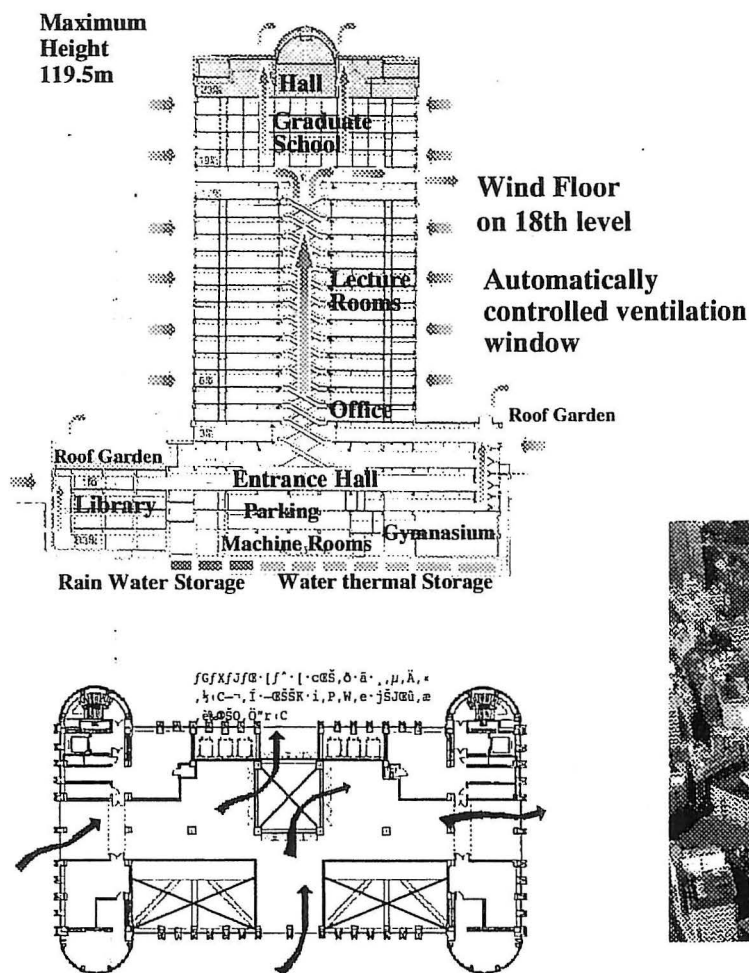 Maximum
Height
119.5m
Hall
Graduate
School
Wind Floor
on 18th level
Lecture
Rooms
Automatically
controlled ventilation
window
Office
Roof Garden
Roof Garden
Entrance Hall
Library
Parking
Gymnasium
Machine Rooms
Rain Water Storage
Water thermal Storage